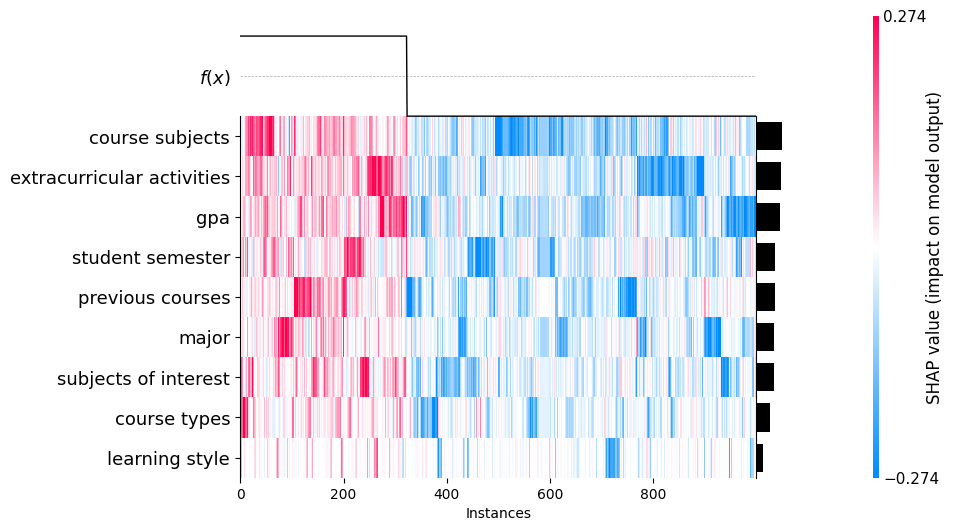 0.274
f(x)
course subjects
extracurricular activities
gpa
student semester
previous courses
major
subjects of interest
course types
learning style
0 200 400 600 800
Instances
SHAP value (impact on model output)
−0.274